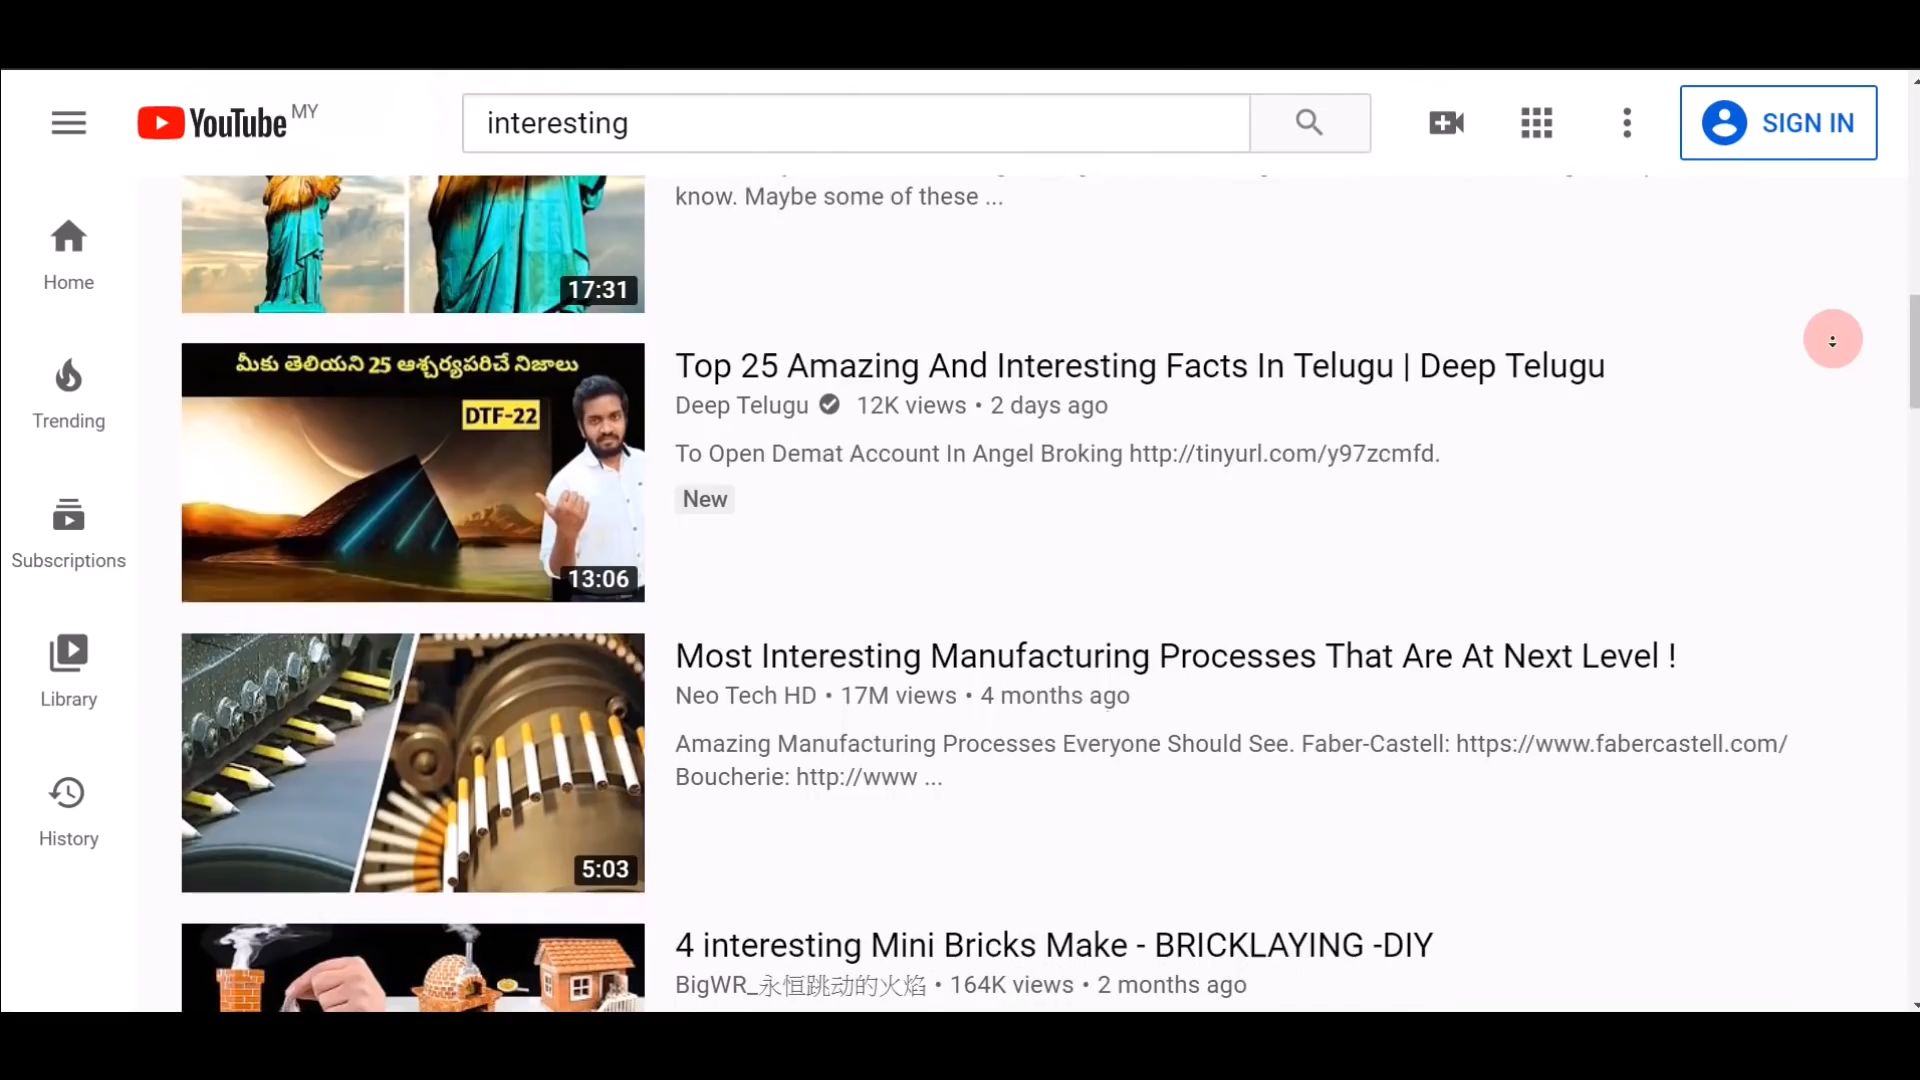 YouTube MY
interesting
SIGN IN
know. Maybe some of these ...
Home
17:31
Top 25 Amazing And Interesting Facts In Telugu | Deep Telugu
మీకు తెలియని 25 ఆశ్చర్యపరిచే నిజాలు
Deep Telugu 12K views • 2 days ago
DTF-22
Trending
To Open Demat Account In Angel Broking http://tinyurl.com/y97zcmfd.
New
Subscriptions
13:06
Most Interesting Manufacturing Processes That Are At Next Level !
Neo Tech HD • 17M views • 4 months ago
Library
Amazing Manufacturing Processes Everyone Should See. Faber-Castell: https://www.fabercastell.com/
Boucherie: http://www ...
History
5:03
4 interesting Mini Bricks Make - BRICKLAYING -DIY
BigWR_永恒跳动的火焰 • 164K views • 2 months ago